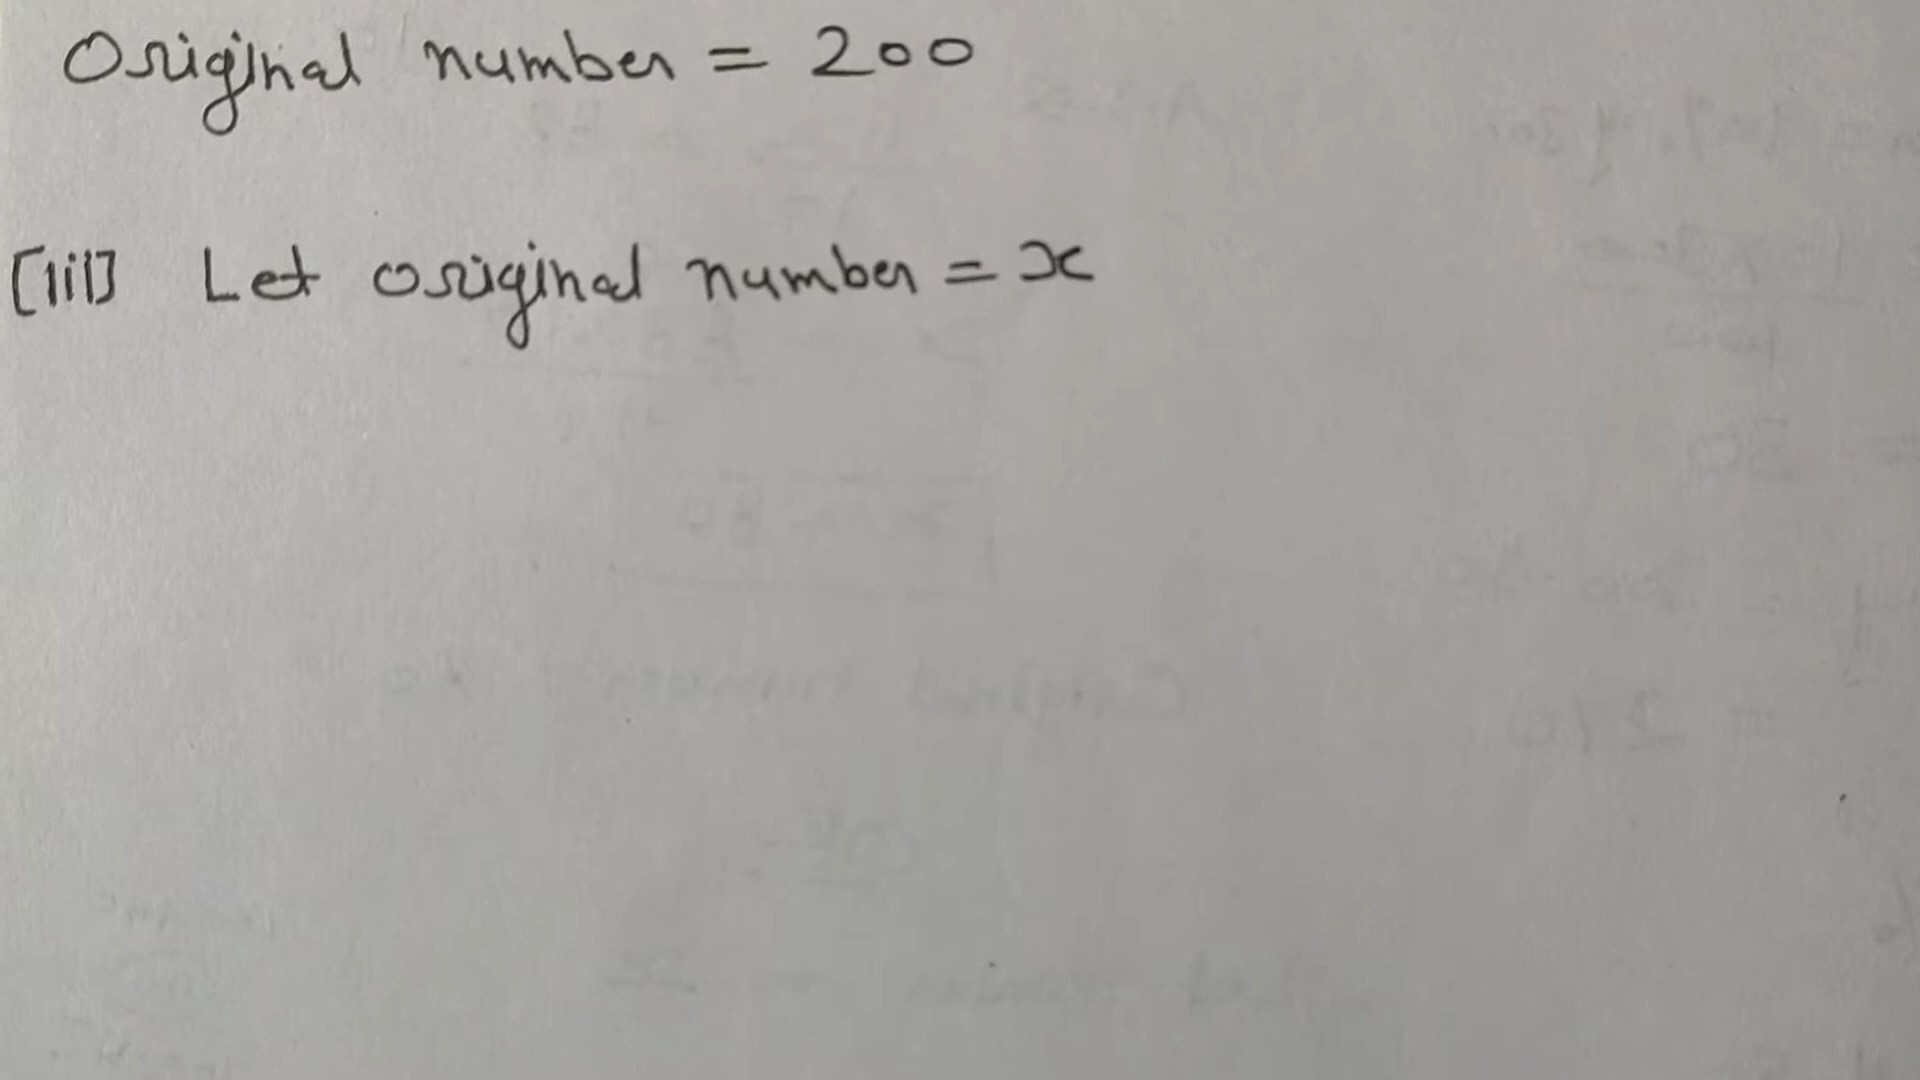 Original number = 200
[iii] Let original number = x